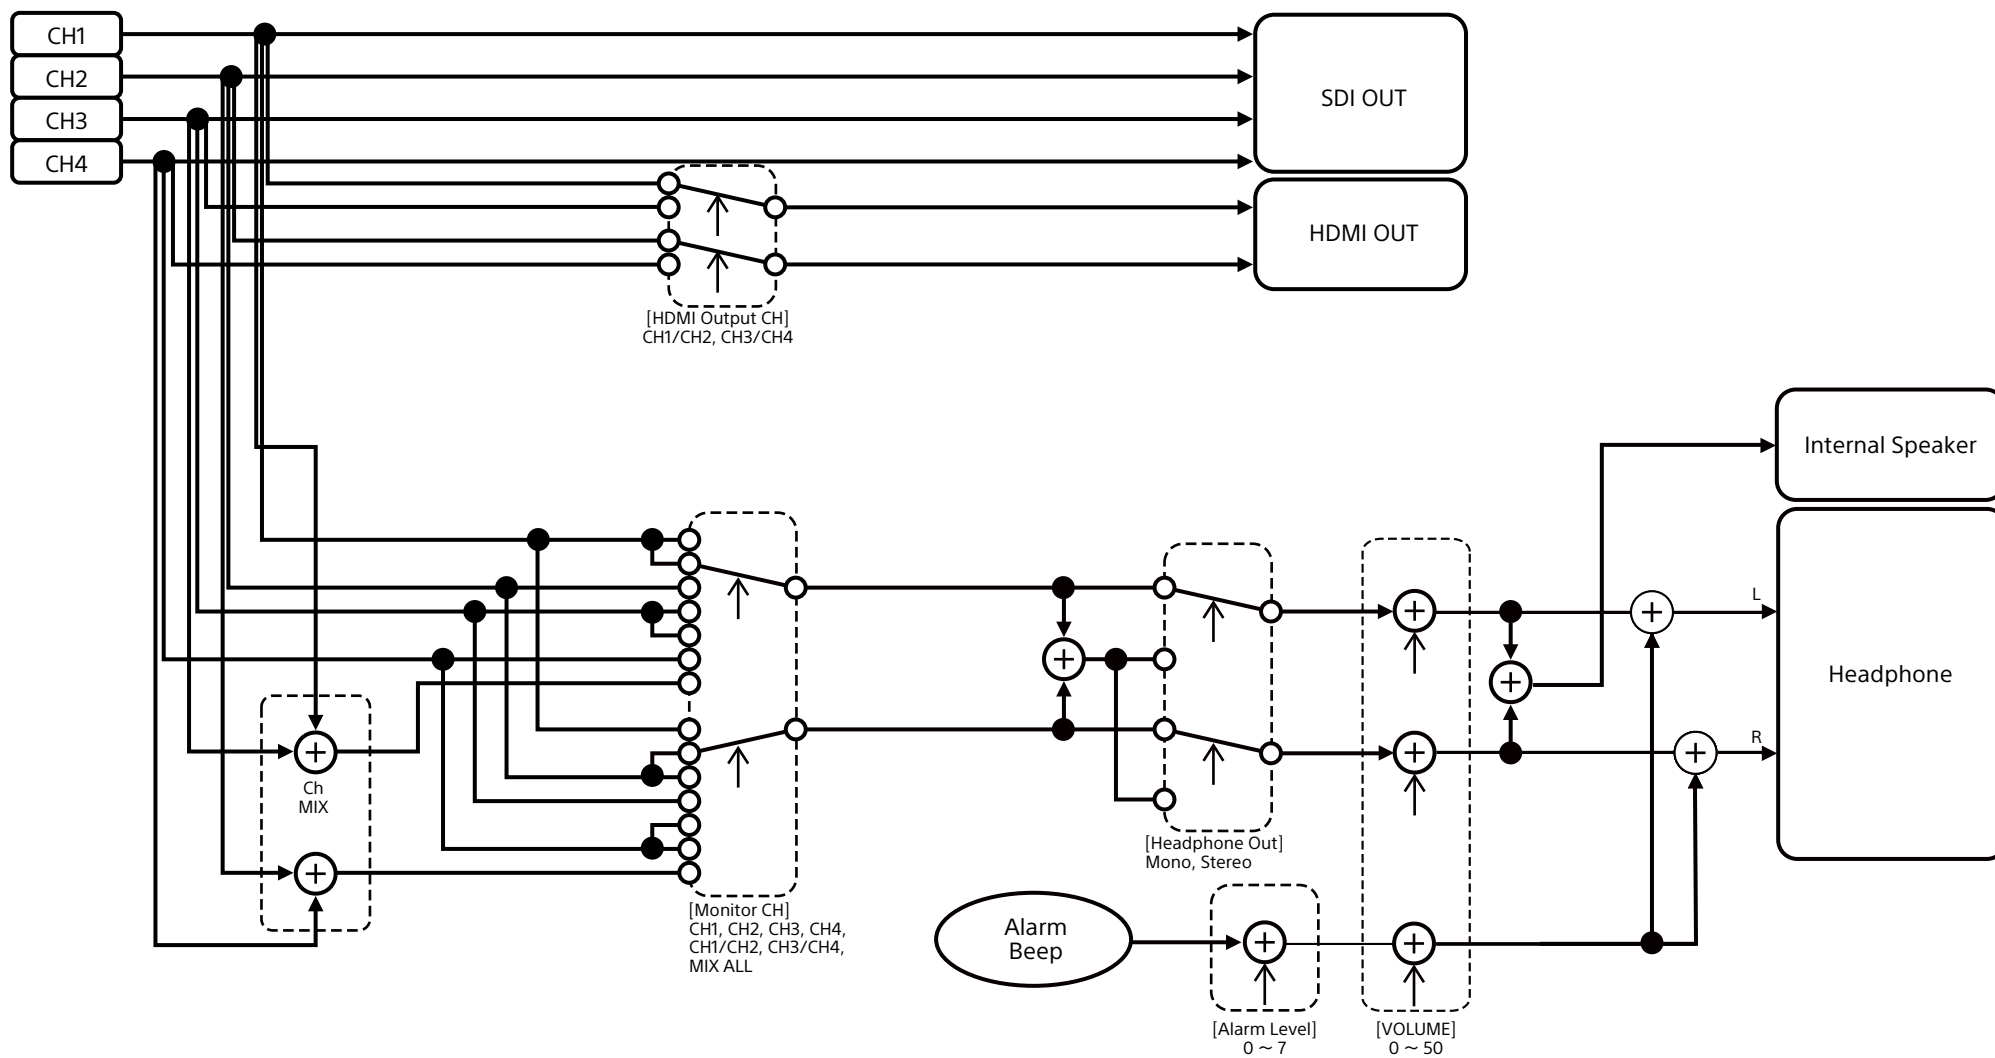 CH1
CH2
CH3
CH4
SDI OUT
HDMI OUT
[HDMI Output CH]
CH1/CH2, CH3/CH4
Internal Speaker
Headphone
L
R
Ch
MIX
[Monitor CH]
CH1, CH2, CH3, CH4,
CH1/CH2, CH3/CH4,
MIX ALL
[Headphone Out]
Mono, Stereo
Alarm
Beep
[Alarm Level]
0 ~ 7
[VOLUME]
0 ~ 50